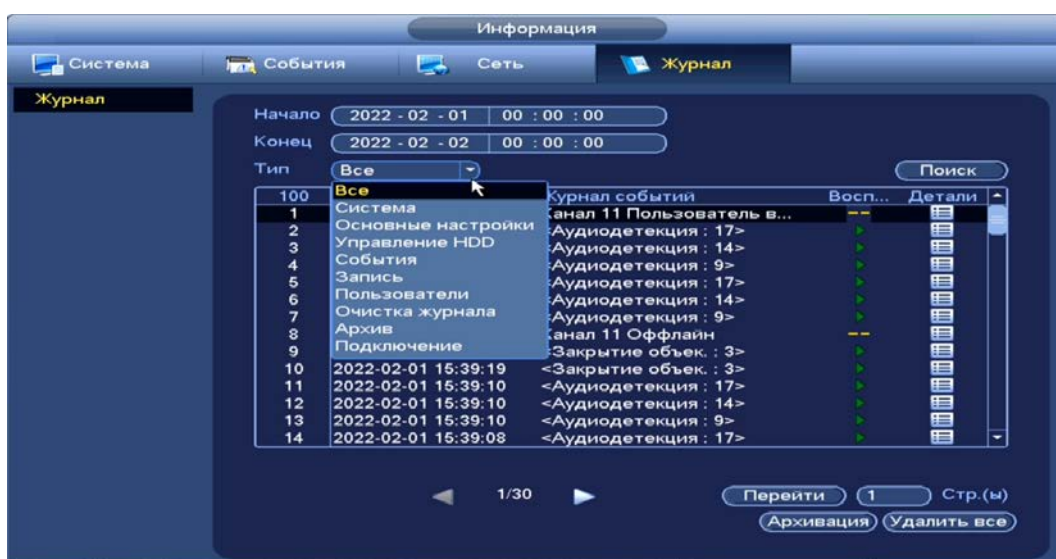 Информация
Система События Сеть Журнал
Журнал
Начало 2022 - 02 - 01 00 : 00 : 00
Конец 2022 - 02 - 02 00 : 00 : 00
Тип Все Поиск
100 Журнал событий Восп... Детали
Все
Система
Основные настройки
Управление HDD
События
Запись
Пользователи
Очистка журнала
Архив
Подключение
1 Канал 11 Пользователь в... --
2 <Аудиодетекция : 17>
3 <Аудиодетекция : 14>
4 <Аудиодетекция : 9>
5 <Аудиодетекция : 17>
6 <Аудиодетекция : 14>
7 <Аудиодетекция : 9>
8 Канал 11 Оффлайн --
9 <Закрытие объек. : 3>
10 2022-02-01 15:39:19 <Закрытие объек. : 3>
11 2022-02-01 15:39:10 <Аудиодетекция : 17>
12 2022-02-01 15:39:10 <Аудиодетекция : 14>
13 2022-02-01 15:39:10 <Аудиодетекция : 9>
14 2022-02-01 15:39:08 <Аудиодетекция : 17>
1/30 Перейти 1 Стр.(ы)
Архивация Удалить все